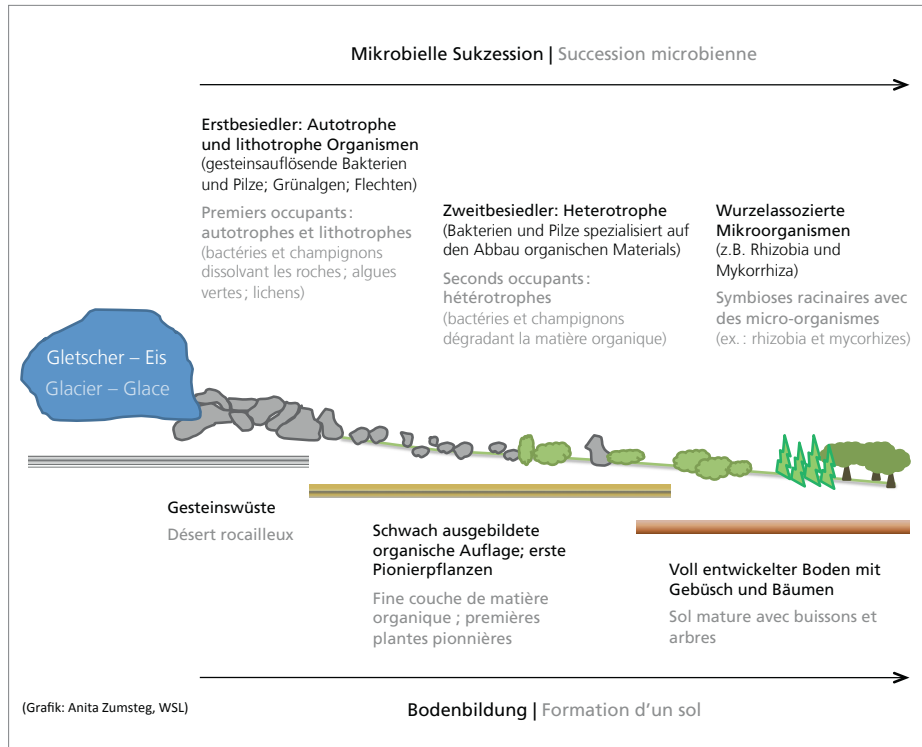 Mikrobielle Sukzession | Succession microbienne
Erstbesiedler: Autotrophe
und lithotrophe Organismen
(gesteinsauflösende Bakterien
und Pilze; Grünalgen; Flechten)
Premiers occupants :
autotrophes et lithotrophes
(bactéries et champignons
dissolvant les roches ; algues
vertes ; lichens)
Zweitbesiedler: Heterotrophe
(Bakterien und Pilze spezialisiert auf
den Abbau organischen Materials)
Seconds occupants :
hétérotrophes
(bactéries et champignons
dégradant la matière organique)
Wurzelassozierte
Mikroorganismen
(z.B. Rhizobia und
Mykorrhiza)
Symbioses racinaires avec
des micro-organismes
(ex. : rhizobia et mycorhizes)
Gletscher – Eis
Glacier – Glace
Gesteinswüste
Désert rocailleux
Schwach ausgebildete
organische Auflage; erste
Pionierpflanzen
Fine couche de matière
organique ; premières
plantes pionnières
Voll entwickelter Boden mit
Gebüsch und Bäumen
Sol mature avec buissons et
arbres
(Grafik: Anita Zumsteg, WSL)
Bodenbildung | Formation d'un sol